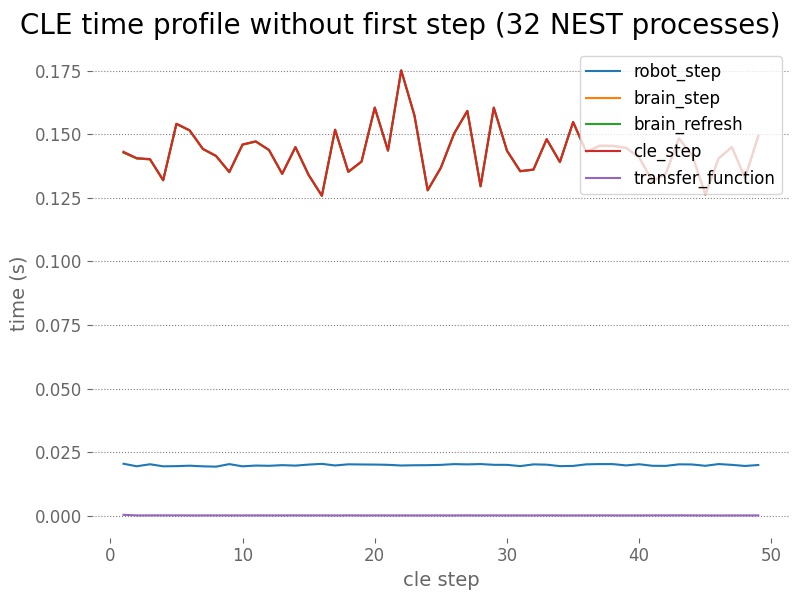 CLE time profile without first step (32 NEST processes)
robot_step
brain_step
brain_refresh
cle_step
transfer_function
time (s)
0.175
0.150
0.125
0.100
0.075
0.050
0.025
0.000
0 10 20 30 40 50
cle step